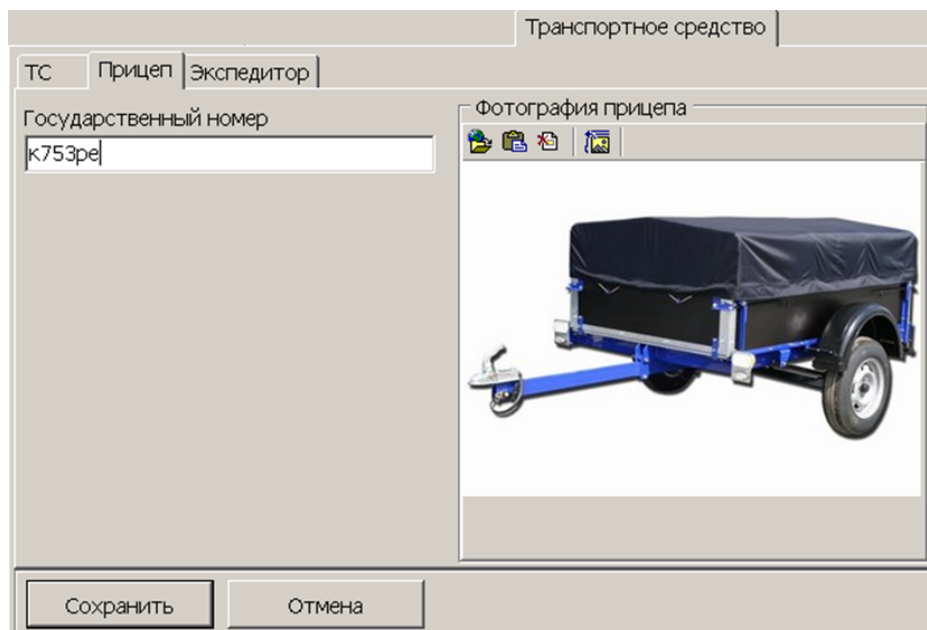 Транспортное средство
ТС Прицеп Экспедитор
Государственный номер
к753ре
Фотография прицепа
Сохранить Отмена